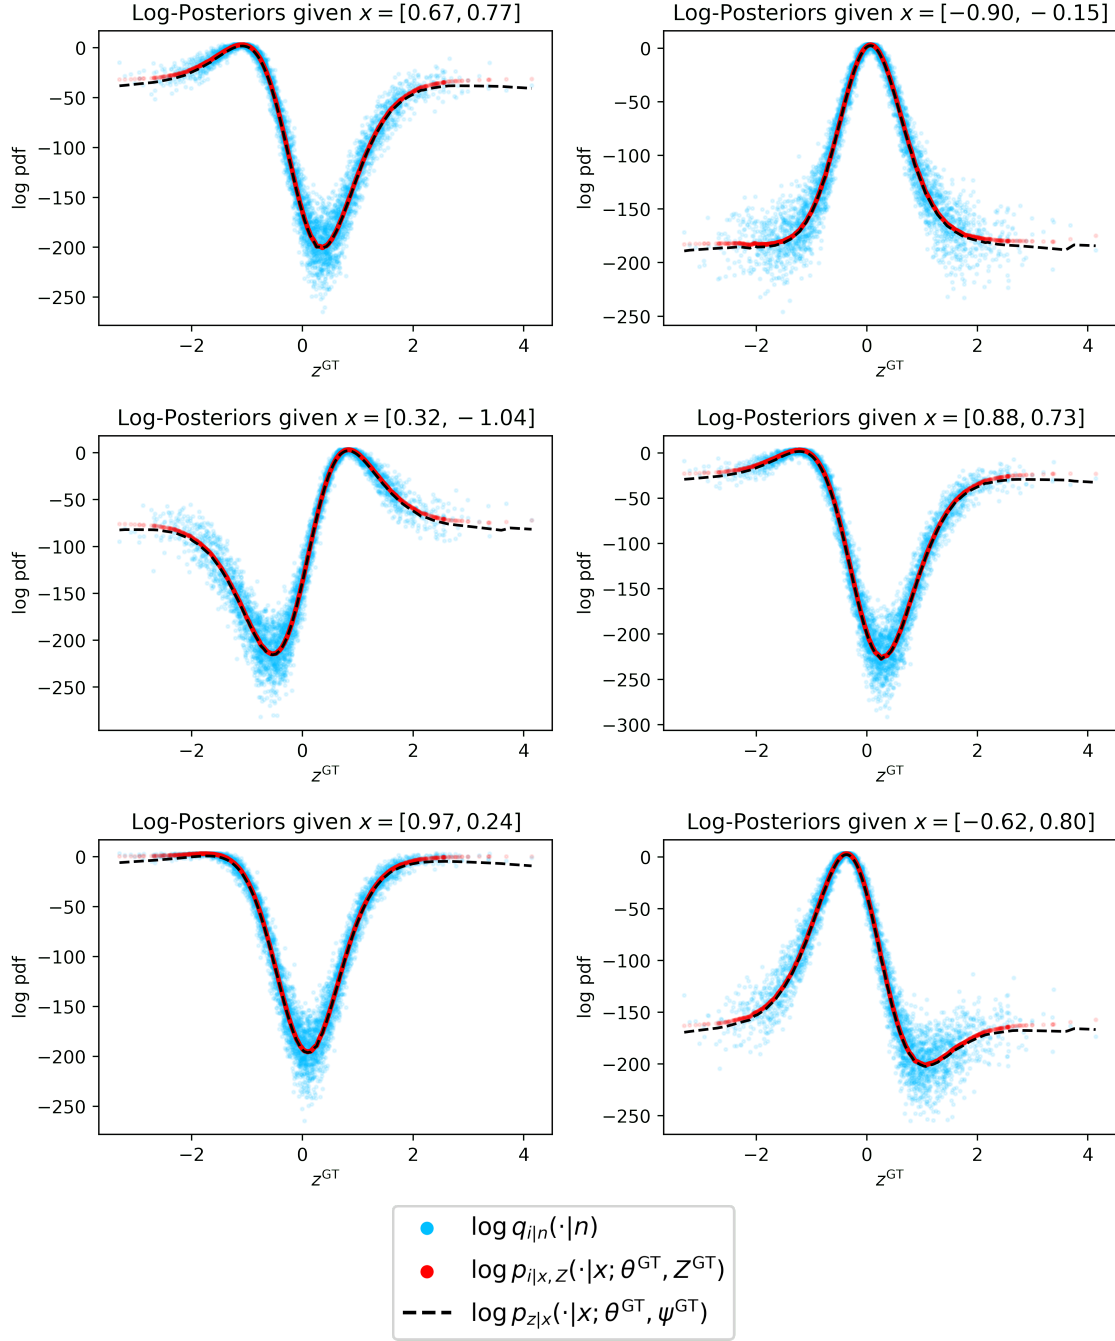 Log-Posteriors given x = [0.67, 0.77]
0
−50
−100
−150
−200
−250
log pdf
−2 0 2 4
z^GT
Log-Posteriors given x = [−0.90, −0.15]
0
−50
−100
−150
−200
−250
log pdf
−2 0 2 4
z^GT
Log-Posteriors given x = [0.32, −1.04]
0
−50
−100
−150
−200
−250
log pdf
−2 0 2 4
z^GT
Log-Posteriors given x = [0.88, 0.73]
0
−50
−100
−150
−200
−250
−300
log pdf
−2 0 2 4
z^GT
Log-Posteriors given x = [0.97, 0.24]
0
−50
−100
−150
−200
−250
log pdf
−2 0 2 4
z^GT
Log-Posteriors given x = [−0.62, 0.80]
0
−50
−100
−150
−200
−250
log pdf
−2 0 2 4
z^GT
log q_{i|n}(·|n)
log p_{i|x, Z}(·|x; θ^GT, Z^GT)
log p_{z|x}(·|x; θ^GT, ψ^GT)